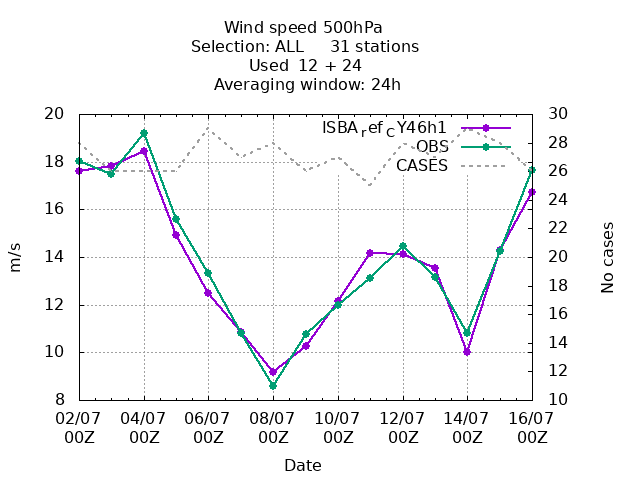 Wind speed 500hPa
Selection: ALL 31 stations
Used 12 + 24
Averaging window: 24h
ISBA_ref_CY46h1
OBS
CASES
20
18
16
14
12
10
8
m/s
30
28
26
24
22
20
18
16
14
12
10
No cases
02/07 04/07 06/07 08/07 10/07 12/07 14/07 16/07
00Z 00Z 00Z 00Z 00Z 00Z 00Z 00Z
Date